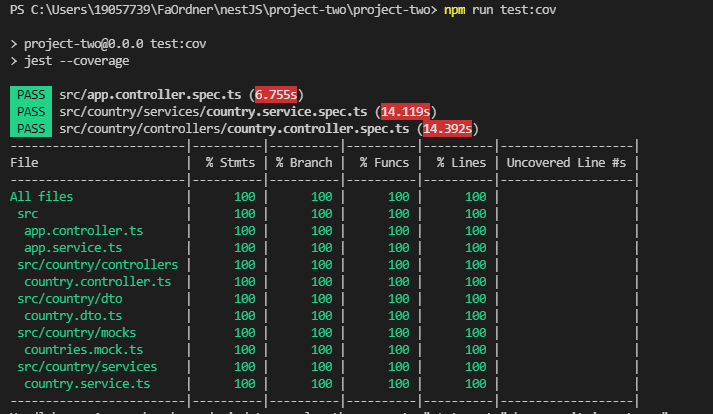 PS C:\Users\19057739\FaOrdner\nestJS\project-two\project-two> npm run test:cov
> project-two@0.0.0 test:cov
> jest --coverage
PASS src/app.controller.spec.ts (6.755s)
PASS src/country/services/country.service.spec.ts (14.119s)
PASS src/country/controllers/country.controller.spec.ts (14.392s)
-------------------------|----------|----------|----------|----------|-------------------|
File                     |  % Stmts | % Branch |  % Funcs |  % Lines | Uncovered Line #s |
-------------------------|----------|----------|----------|----------|-------------------|
All files                |      100 |      100 |      100 |      100 |                   |
 src                     |      100 |      100 |      100 |      100 |                   |
  app.controller.ts      |      100 |      100 |      100 |      100 |                   |
  app.service.ts         |      100 |      100 |      100 |      100 |                   |
 src/country/controllers |      100 |      100 |      100 |      100 |                   |
  country.controller.ts  |      100 |      100 |      100 |      100 |                   |
 src/country/dto         |      100 |      100 |      100 |      100 |                   |
  country.dto.ts         |      100 |      100 |      100 |      100 |                   |
 src/country/mocks       |      100 |      100 |      100 |      100 |                   |
  countries.mock.ts      |      100 |      100 |      100 |      100 |                   |
 src/country/services    |      100 |      100 |      100 |      100 |                   |
  country.service.ts     |      100 |      100 |      100 |      100 |                   |
-------------------------|----------|----------|----------|----------|-------------------|